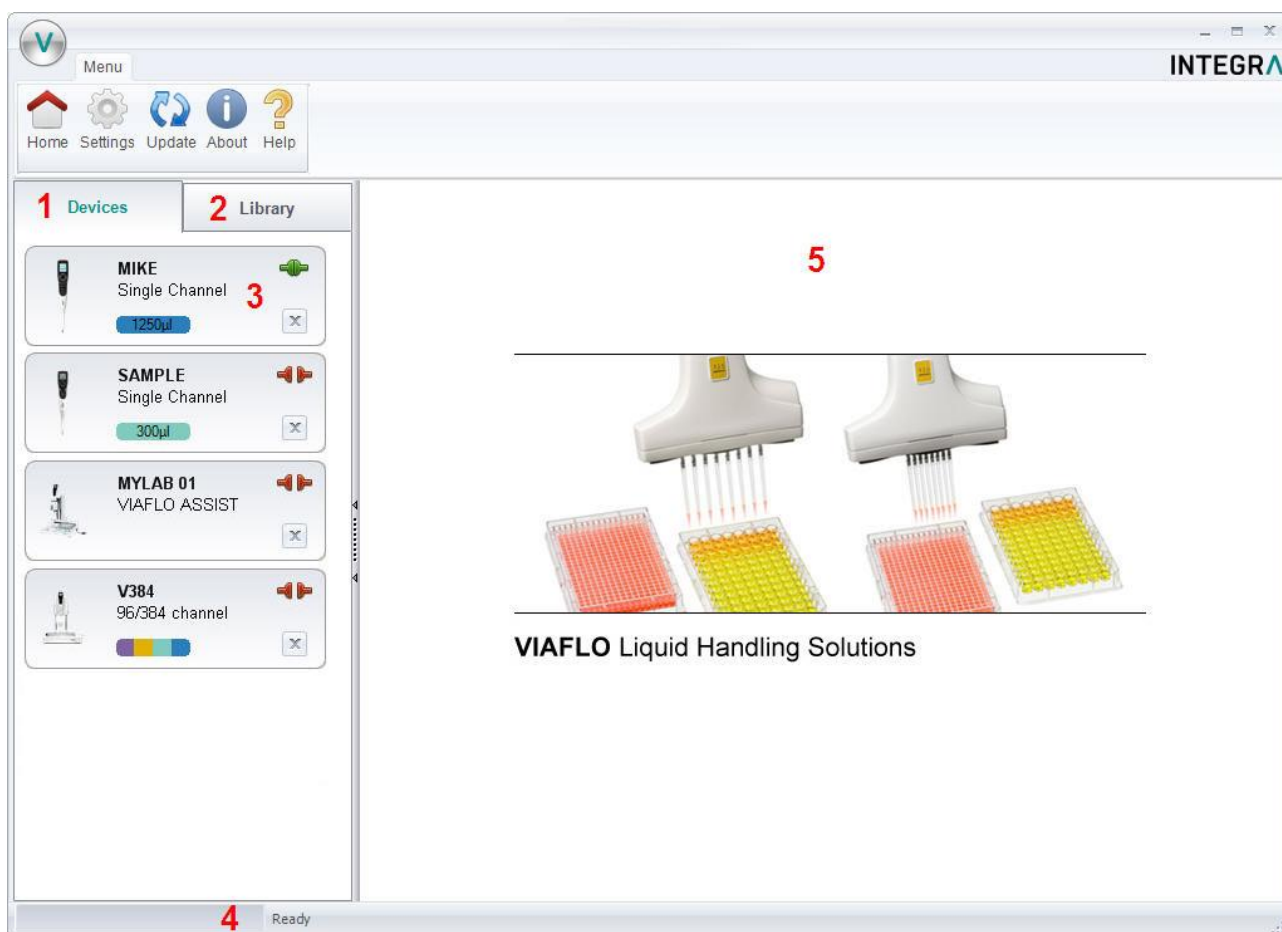 V
Menu
INTEGRA
Home Settings Update About Help
1 Devices 2 Library
MIKE
Single Channel 3
1250µl
x
SAMPLE
Single Channel
300µl
x
MYLAB 01
VIAFLO ASSIST
x
V384
96/384 channel
x
5
VIAFLO Liquid Handling Solutions
4 Ready